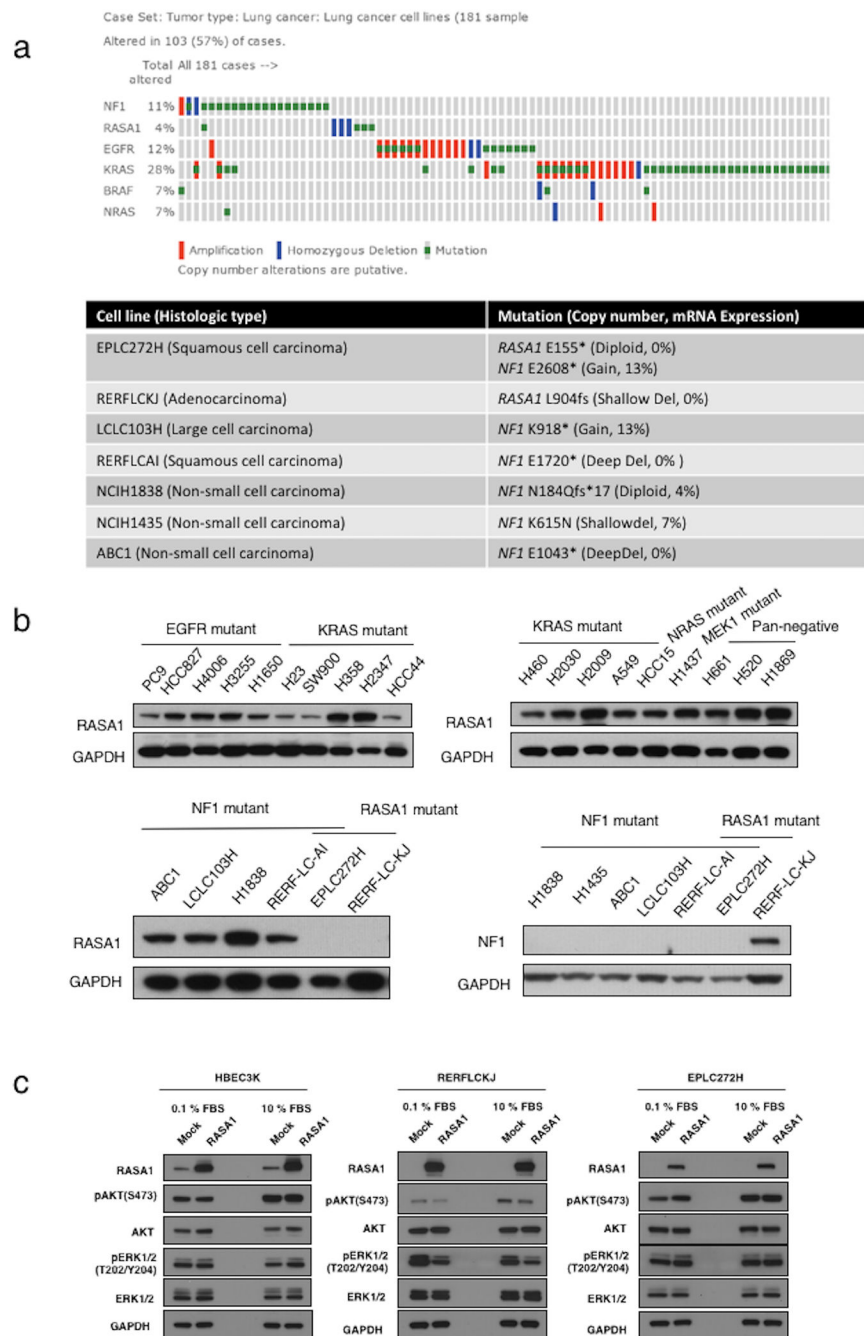 Case Set: Tumor type: Lung cancer: Lung cancer cell lines (181 sample
a
Altered in 103 (57%) of cases.
Total altered All 181 cases -->
NF1 11%
RASA1 4%
EGFR 12%
KRAS 28%
BRAF 7%
NRAS 7%
Amplification Homozygous Deletion Mutation
Copy number alterations are putative.
Cell line (Histologic type) Mutation (Copy number, mRNA Expression)
EPLC272H (Squamous cell carcinoma) RASA1 E155* (Diploid, 0%)
NF1 E2608* (Gain, 13%)
RERFLCKJ (Adenocarcinoma) RASA1 L904fs (Shallow Del, 0%)
LCLC103H (Large cell carcinoma) NF1 K918* (Gain, 13%)
RERFLCAI (Squamous cell carcinoma) NF1 E1720* (Deep Del, 0% )
NCIH1838 (Non-small cell carcinoma) NF1 N184Qfs*17 (Diploid, 4%)
NCIH1435 (Non-small cell carcinoma) NF1 K615N (Shallowdel, 7%)
ABC1 (Non-small cell carcinoma) NF1 E1043* (DeepDel, 0%)
b
EGFR mutant KRAS mutant
PC9 HCC827 H4006 H3255 H1650 H23 SW900 H358 H2347 HCC44
RASA1
GAPDH
KRAS mutant NRAS mutant MEK1 mutant Pan-negative
H460 H2030 H2009 A549 HCC15 H1437 H661 H520 H1869
RASA1
GAPDH
NF1 mutant RASA1 mutant
ABC1 LCLC103H H1838 RERF-LC-AI EPLC272H RERF-LC-KJ
RASA1
GAPDH
NF1 mutant RASA1 mutant
H1838 H1435 ABC1 LCLC103H RERF-LC-AI EPLC272H RERF-LC-KJ
NF1
GAPDH
c
HBEC3K
0.1 % FBS 10 % FBS
Mock RASA1 Mock RASA1
RASA1
pAKT(S473)
AKT
pERK1/2
(T202/Y204)
ERK1/2
GAPDH
RERFLCKJ
0.1 % FBS 10 % FBS
Mock RASA1 Mock RASA1
RASA1
pAKT(S473)
AKT
pERK1/2
(T202/Y204)
ERK1/2
GAPDH
EPLC272H
0.1 % FBS 10 % FBS
Mock RASA1 Mock RASA1
RASA1
pAKT(S473)
AKT
pERK1/2
(T202/Y204)
ERK1/2
GAPDH